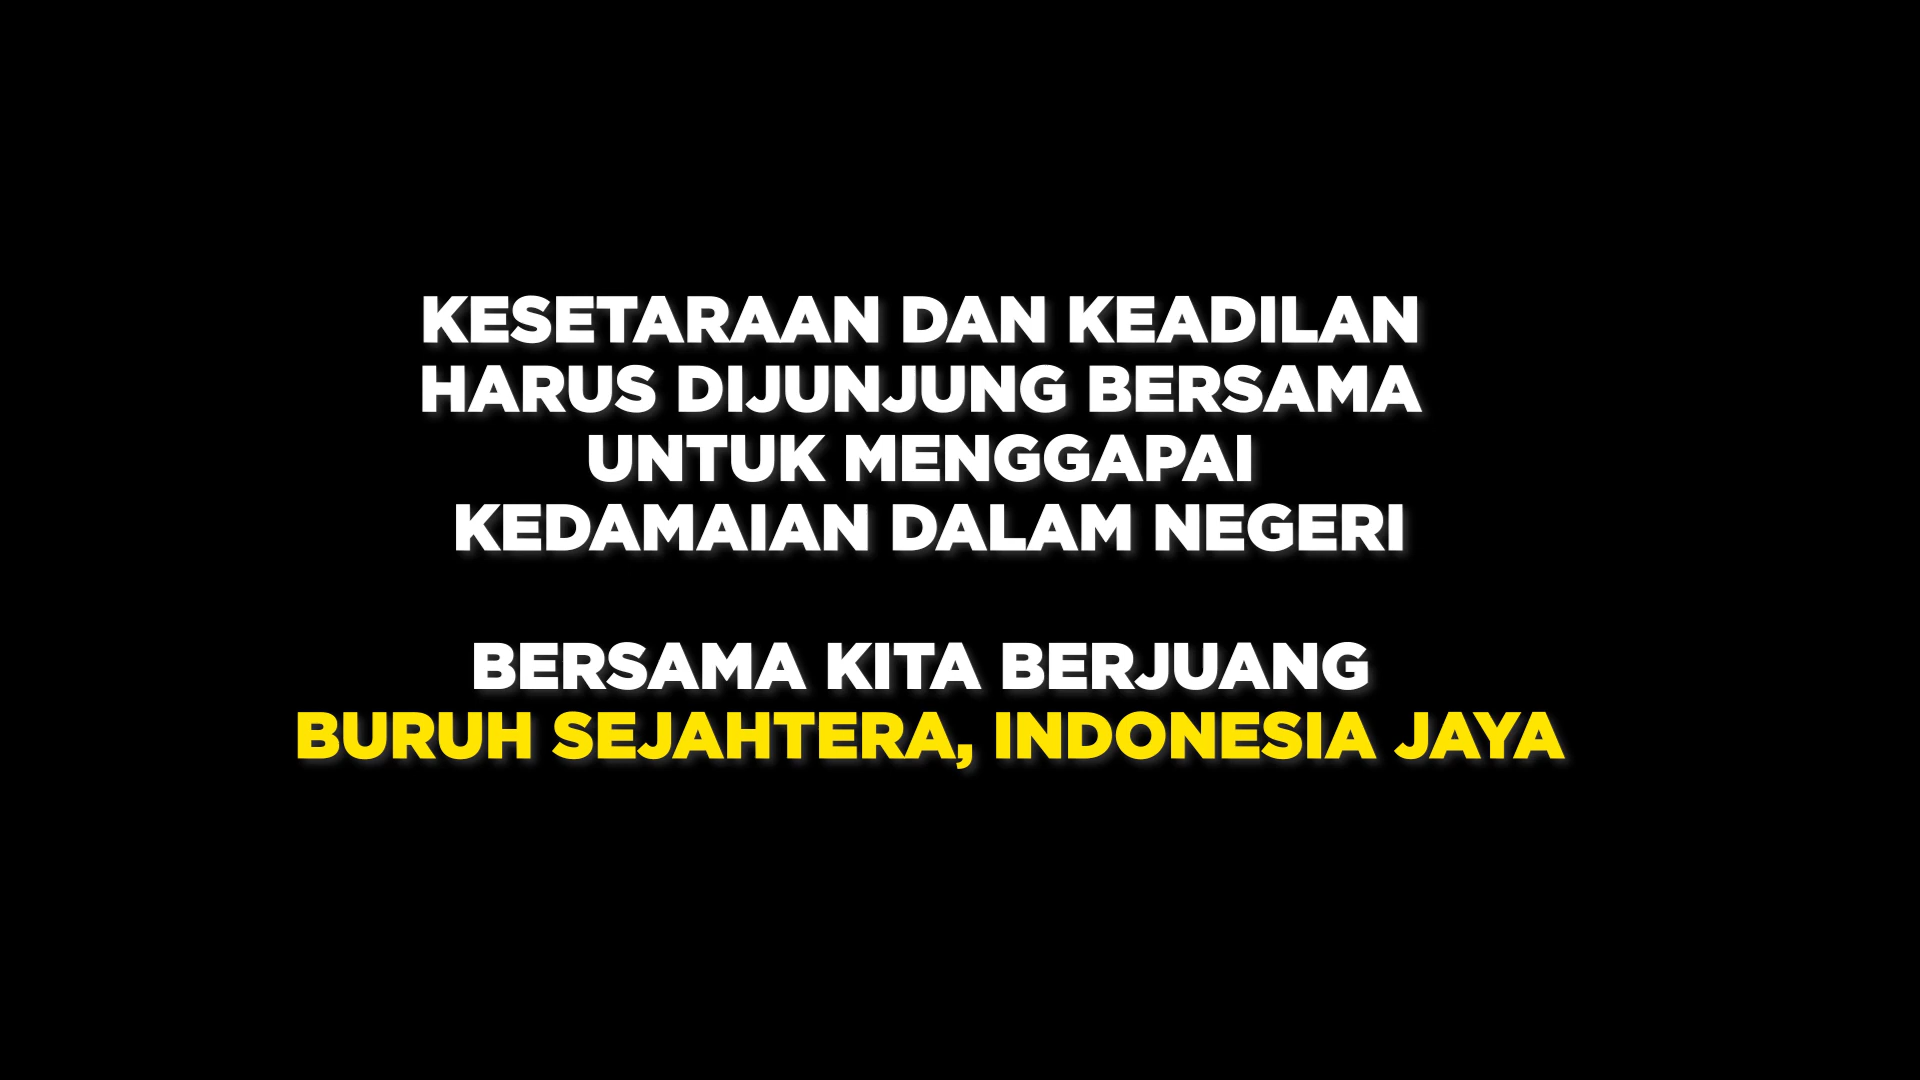 KESETARAAN DAN KEADILAN
HARUS DIJUNJUNG BERSAMA
UNTUK MENGGAPAI
KEDAMAIAN DALAM NEGERI
BERSAMA KITA BERJUANG
BURUH SEJAHTERA, INDONESIA JAYA